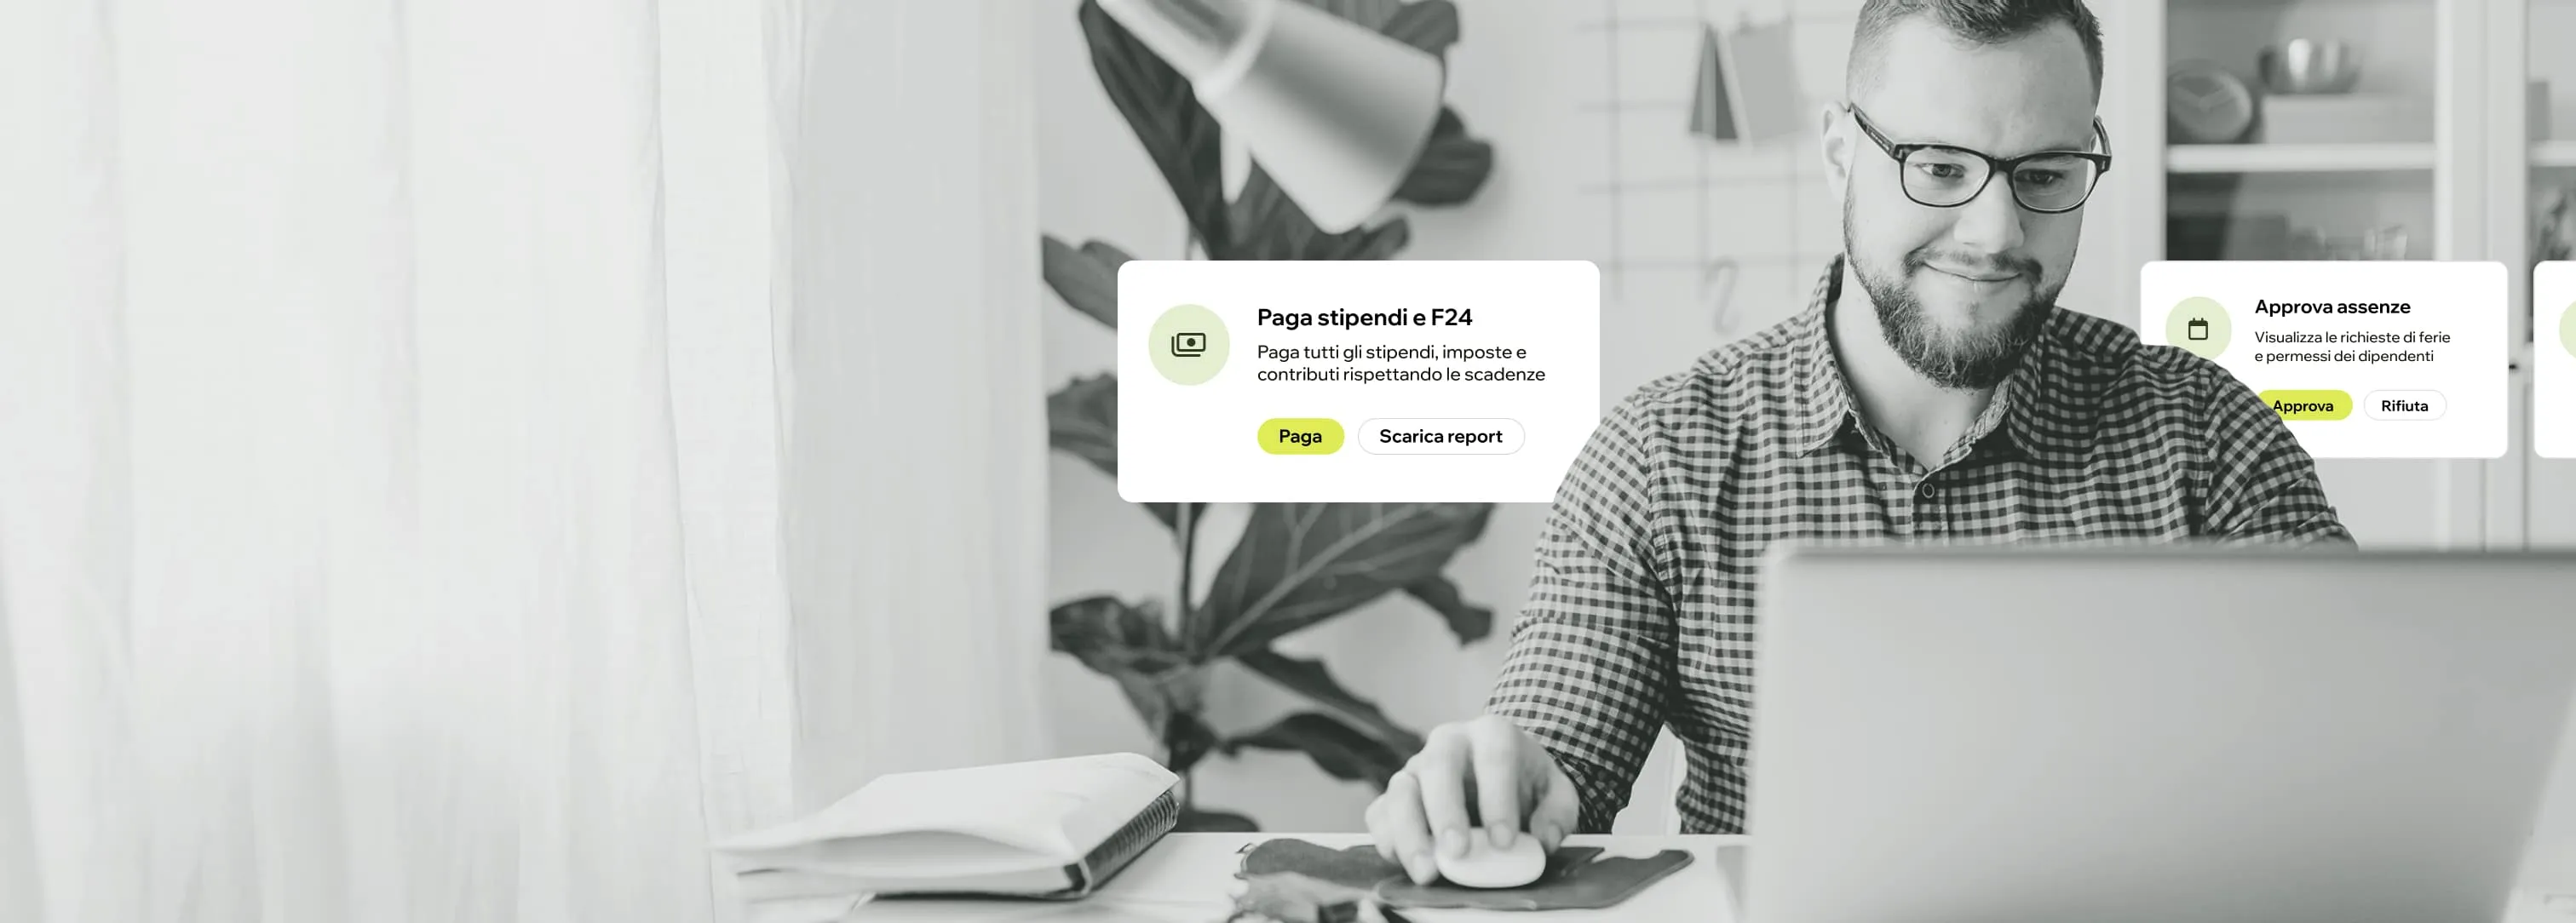 Paga stipendi e F24
Paga tutti gli stipendi, imposte e
contributi rispettando le scadenze
Paga
Scarica report
Approva assenze
Visualizza le richieste di ferie
e permessi dei dipendenti
Approva
Rifiuta